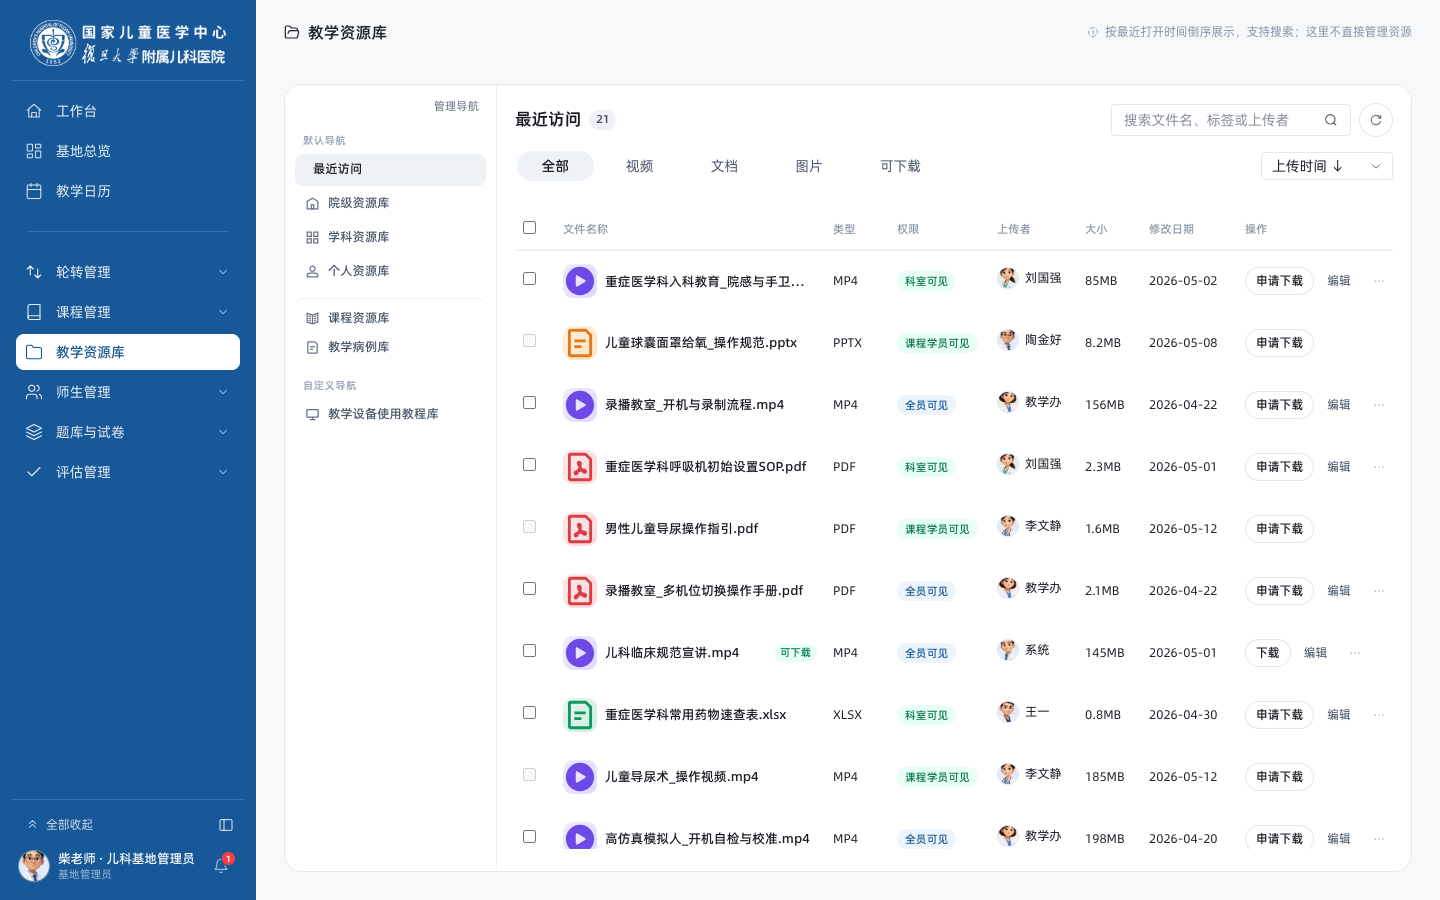 国家儿童医学中心
復旦大学附属儿科医院
工作台
基地总览
教学日历
轮转管理
课程管理
教学资源库
师生管理
题库与试卷
评估管理
全部收起
柴老师 · 儿科基地管理员
基地管理员
1
教学资源库
按最近打开时间倒序展示，支持搜索；这里不直接管理资源
管理导航
默认导航
最近访问
院级资源库
学科资源库
个人资源库
课程资源库
教学病例库
自定义导航
教学设备使用教程库
最近访问 21
搜索文件名、标签或上传者
全部 视频 文档 图片 可下载
上传时间 ↓
文件名称 类型 权限 上传者 大小 修改日期 操作
重症医学科入科教育_院感与手卫... MP4 科室可见 刘国强 85MB 2026-05-02 申请下载 编辑 ...
儿童球囊面罩给氧_操作规范.pptx PPTX 课程学员可见 陶金好 8.2MB 2026-05-08 申请下载
录播教室_开机与录制流程.mp4 MP4 全员可见 教学办 156MB 2026-04-22 申请下载 编辑 ...
重症医学科呼吸机初始设置SOP.pdf PDF 科室可见 刘国强 2.3MB 2026-05-01 申请下载 编辑 ...
男性儿童导尿操作指引.pdf PDF 课程学员可见 李文静 1.6MB 2026-05-12 申请下载
录播教室_多机位切换操作手册.pdf PDF 全员可见 教学办 2.1MB 2026-04-22 申请下载 编辑 ...
儿科临床规范宣讲.mp4 可下载 MP4 全员可见 系统 145MB 2026-05-01 下载 编辑 ...
重症医学科常用药物速查表.xlsx XLSX 科室可见 王一 0.8MB 2026-04-30 申请下载 编辑 ...
儿童导尿术_操作视频.mp4 MP4 课程学员可见 李文静 185MB 2026-05-12 申请下载
高仿真模拟人_开机自检与校准.mp4 MP4 全员可见 教学办 198MB 2026-04-20 申请下载 编辑 ...